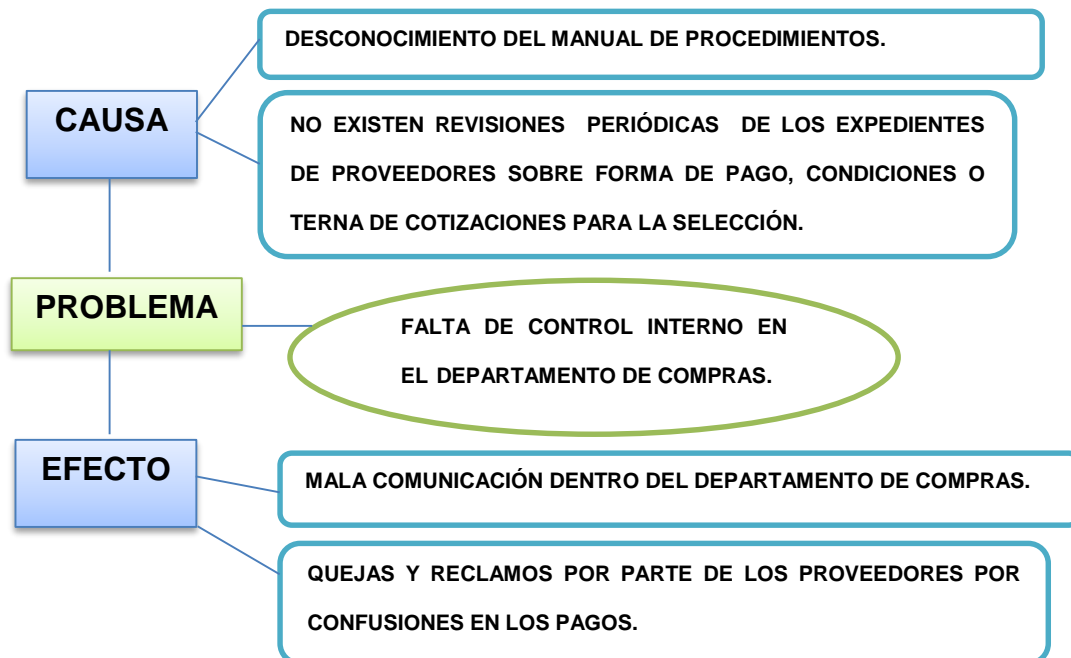 DESCONOCIMIENTO DEL MANUAL DE PROCEDIMIENTOS.
CAUSA
NO EXISTEN REVISIONES PERIÓDICAS DE LOS EXPEDIENTES
DE PROVEEDORES SOBRE FORMA DE PAGO, CONDICIONES O
TERNA DE COTIZACIONES PARA LA SELECCIÓN.
PROBLEMA
FALTA DE CONTROL INTERNO EN
EL DEPARTAMENTO DE COMPRAS.
EFECTO
MALA COMUNICACIÓN DENTRO DEL DEPARTAMENTO DE COMPRAS.
QUEJAS Y RECLAMOS POR PARTE DE LOS PROVEEDORES POR
CONFUSIONES EN LOS PAGOS.